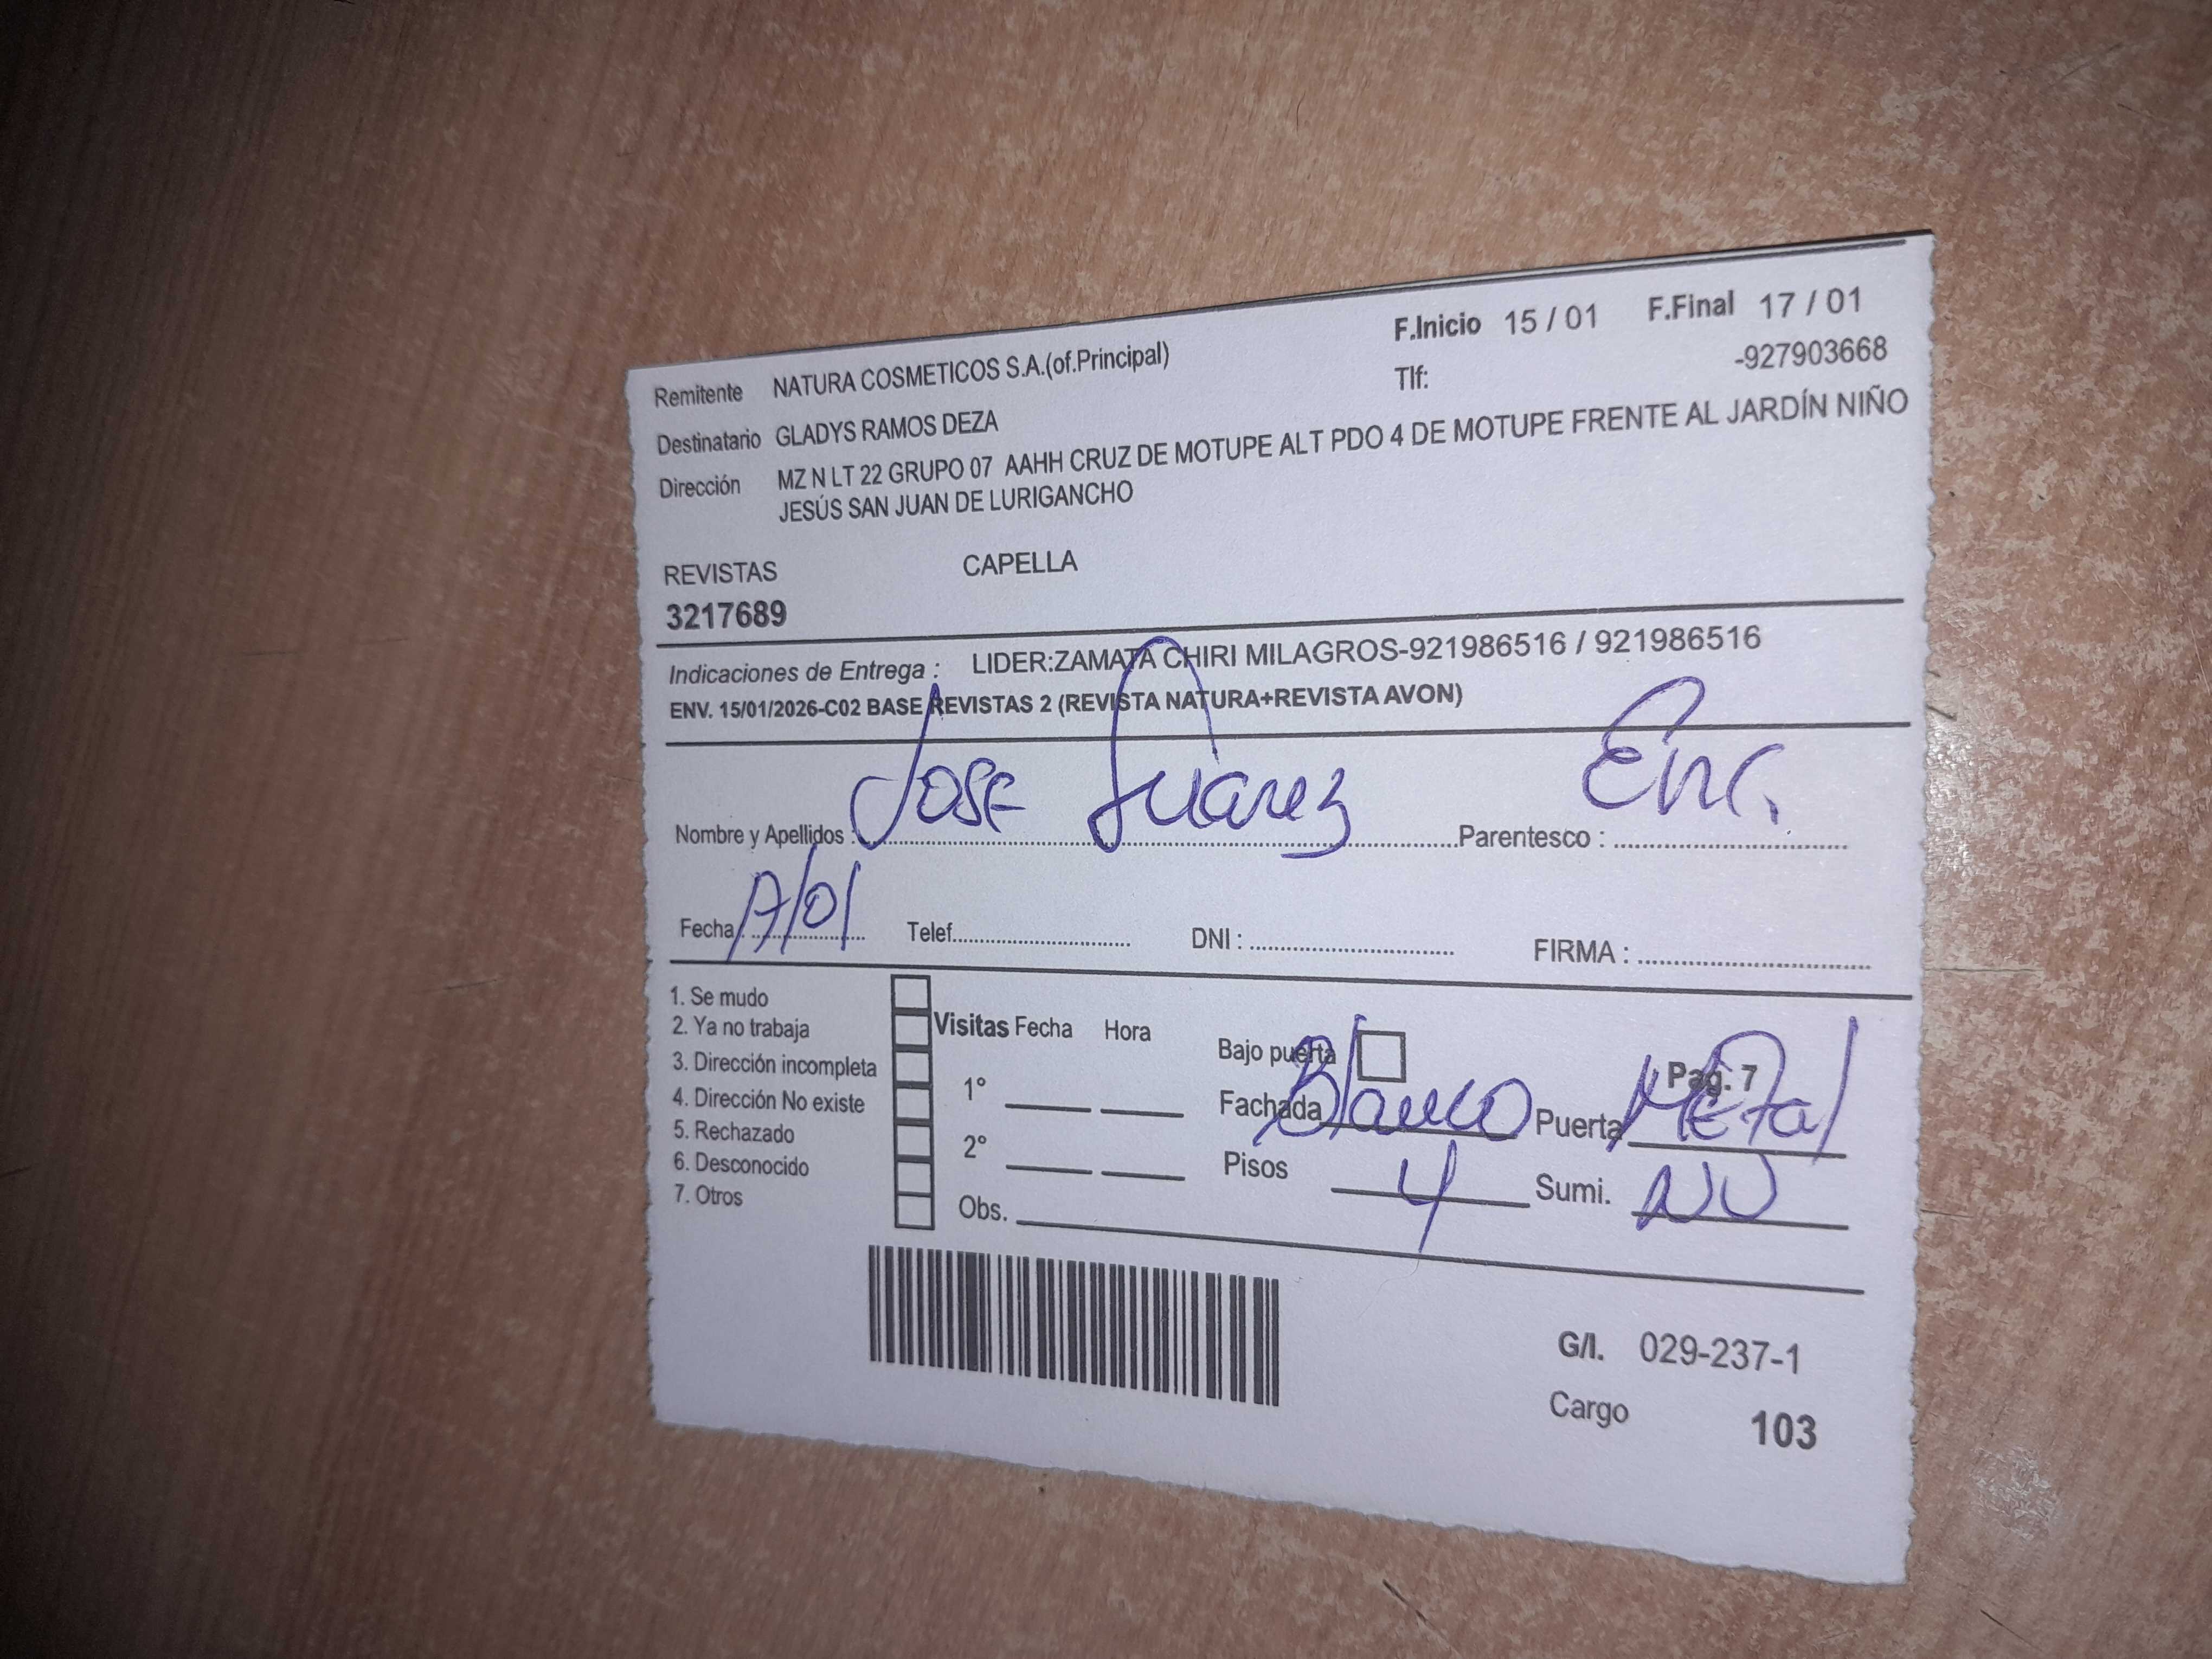 F.Inicio 15 / 01 F.Final 17 / 01
Remitente NATURA COSMETICOS S.A.(of.Principal) Tlf: -927903668
Destinatario GLADYS RAMOS DEZA
Dirección MZ N LT 22 GRUPO 07 AAHH CRUZ DE MOTUPE ALT PDO 4 DE MOTUPE FRENTE AL JARDÍN NIÑO
JESÚS SAN JUAN DE LURIGANCHO
REVISTAS CAPELLA
3217689
Indicaciones de Entrega : LIDER:ZAMATA CHIRI MILAGROS-921986516 / 921986516
ENV. 15/01/2026-C02 BASE REVISTAS 2 (REVISTA NATURA+REVISTA AVON)
Nombre y Apellidos : Jose Suarez Parentesco : Enc.
Fecha : /01 Telef. DNI : FIRMA :
1. Se mudo
2. Ya no trabaja
3. Dirección incompleta
4. Dirección No existe
5. Rechazado
6. Desconocido
7. Otros
Visitas Fecha Hora
1°
2°
Obs.
Bajo puerta Pag. 7
Fachada Blanco Puerta Metal
Pisos 4 Sumi. NO
G/I. 029-237-1
Cargo 103